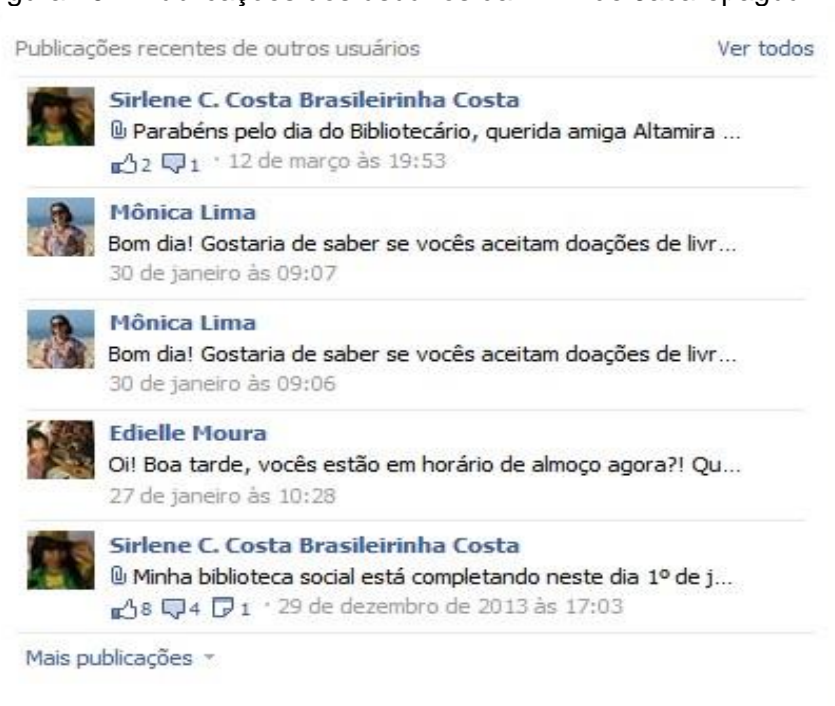 Publicações recentes de outros usuários Ver todos
Sirlene C. Costa Brasileirinha Costa
Parabéns pelo dia do Bibliotecário, querida amiga Altamira ...
2 1 · 12 de março às 19:53
Mônica Lima
Bom dia! Gostaria de saber se vocês aceitam doações de livr...
30 de janeiro às 09:07
Mônica Lima
Bom dia! Gostaria de saber se vocês aceitam doações de livr...
30 de janeiro às 09:06
Edielle Moura
Oi! Boa tarde, vocês estão em horário de almoço agora?! Qu...
27 de janeiro às 10:28
Sirlene C. Costa Brasileirinha Costa
Minha biblioteca social está completando neste dia 1º de j...
8 4 1 · 29 de dezembro de 2013 às 17:03
Mais publicações